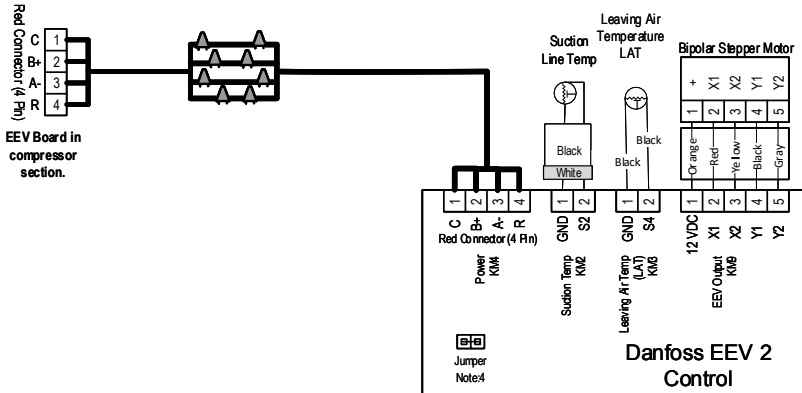 Red Connector (4 Pin)
C 1
B+ 2
A- 3
R 4
EEV Board in
compressor
section.
Suction
Line Temp
Leaving Air
Temperature
LAT
Bipolar Stepper Motor
+ X1 X2 Y1 Y2
1 2 3 4 5
Orange Red Yellow Black Gray
Black
White
Black
Black
1 2 3 4
C B+ A- R
Red Connector (4 Pin)
Power
KM4
1 2
GND S2
Suction Temp
KM2
1 2
GND S4
Leaving Air Temp
(LAT)
KM3
1 2 3 4 5
12 VDC X1 X2 Y1 Y2
EEV Output
KM9
Jumper
Note:4
Danfoss EEV 2
Control